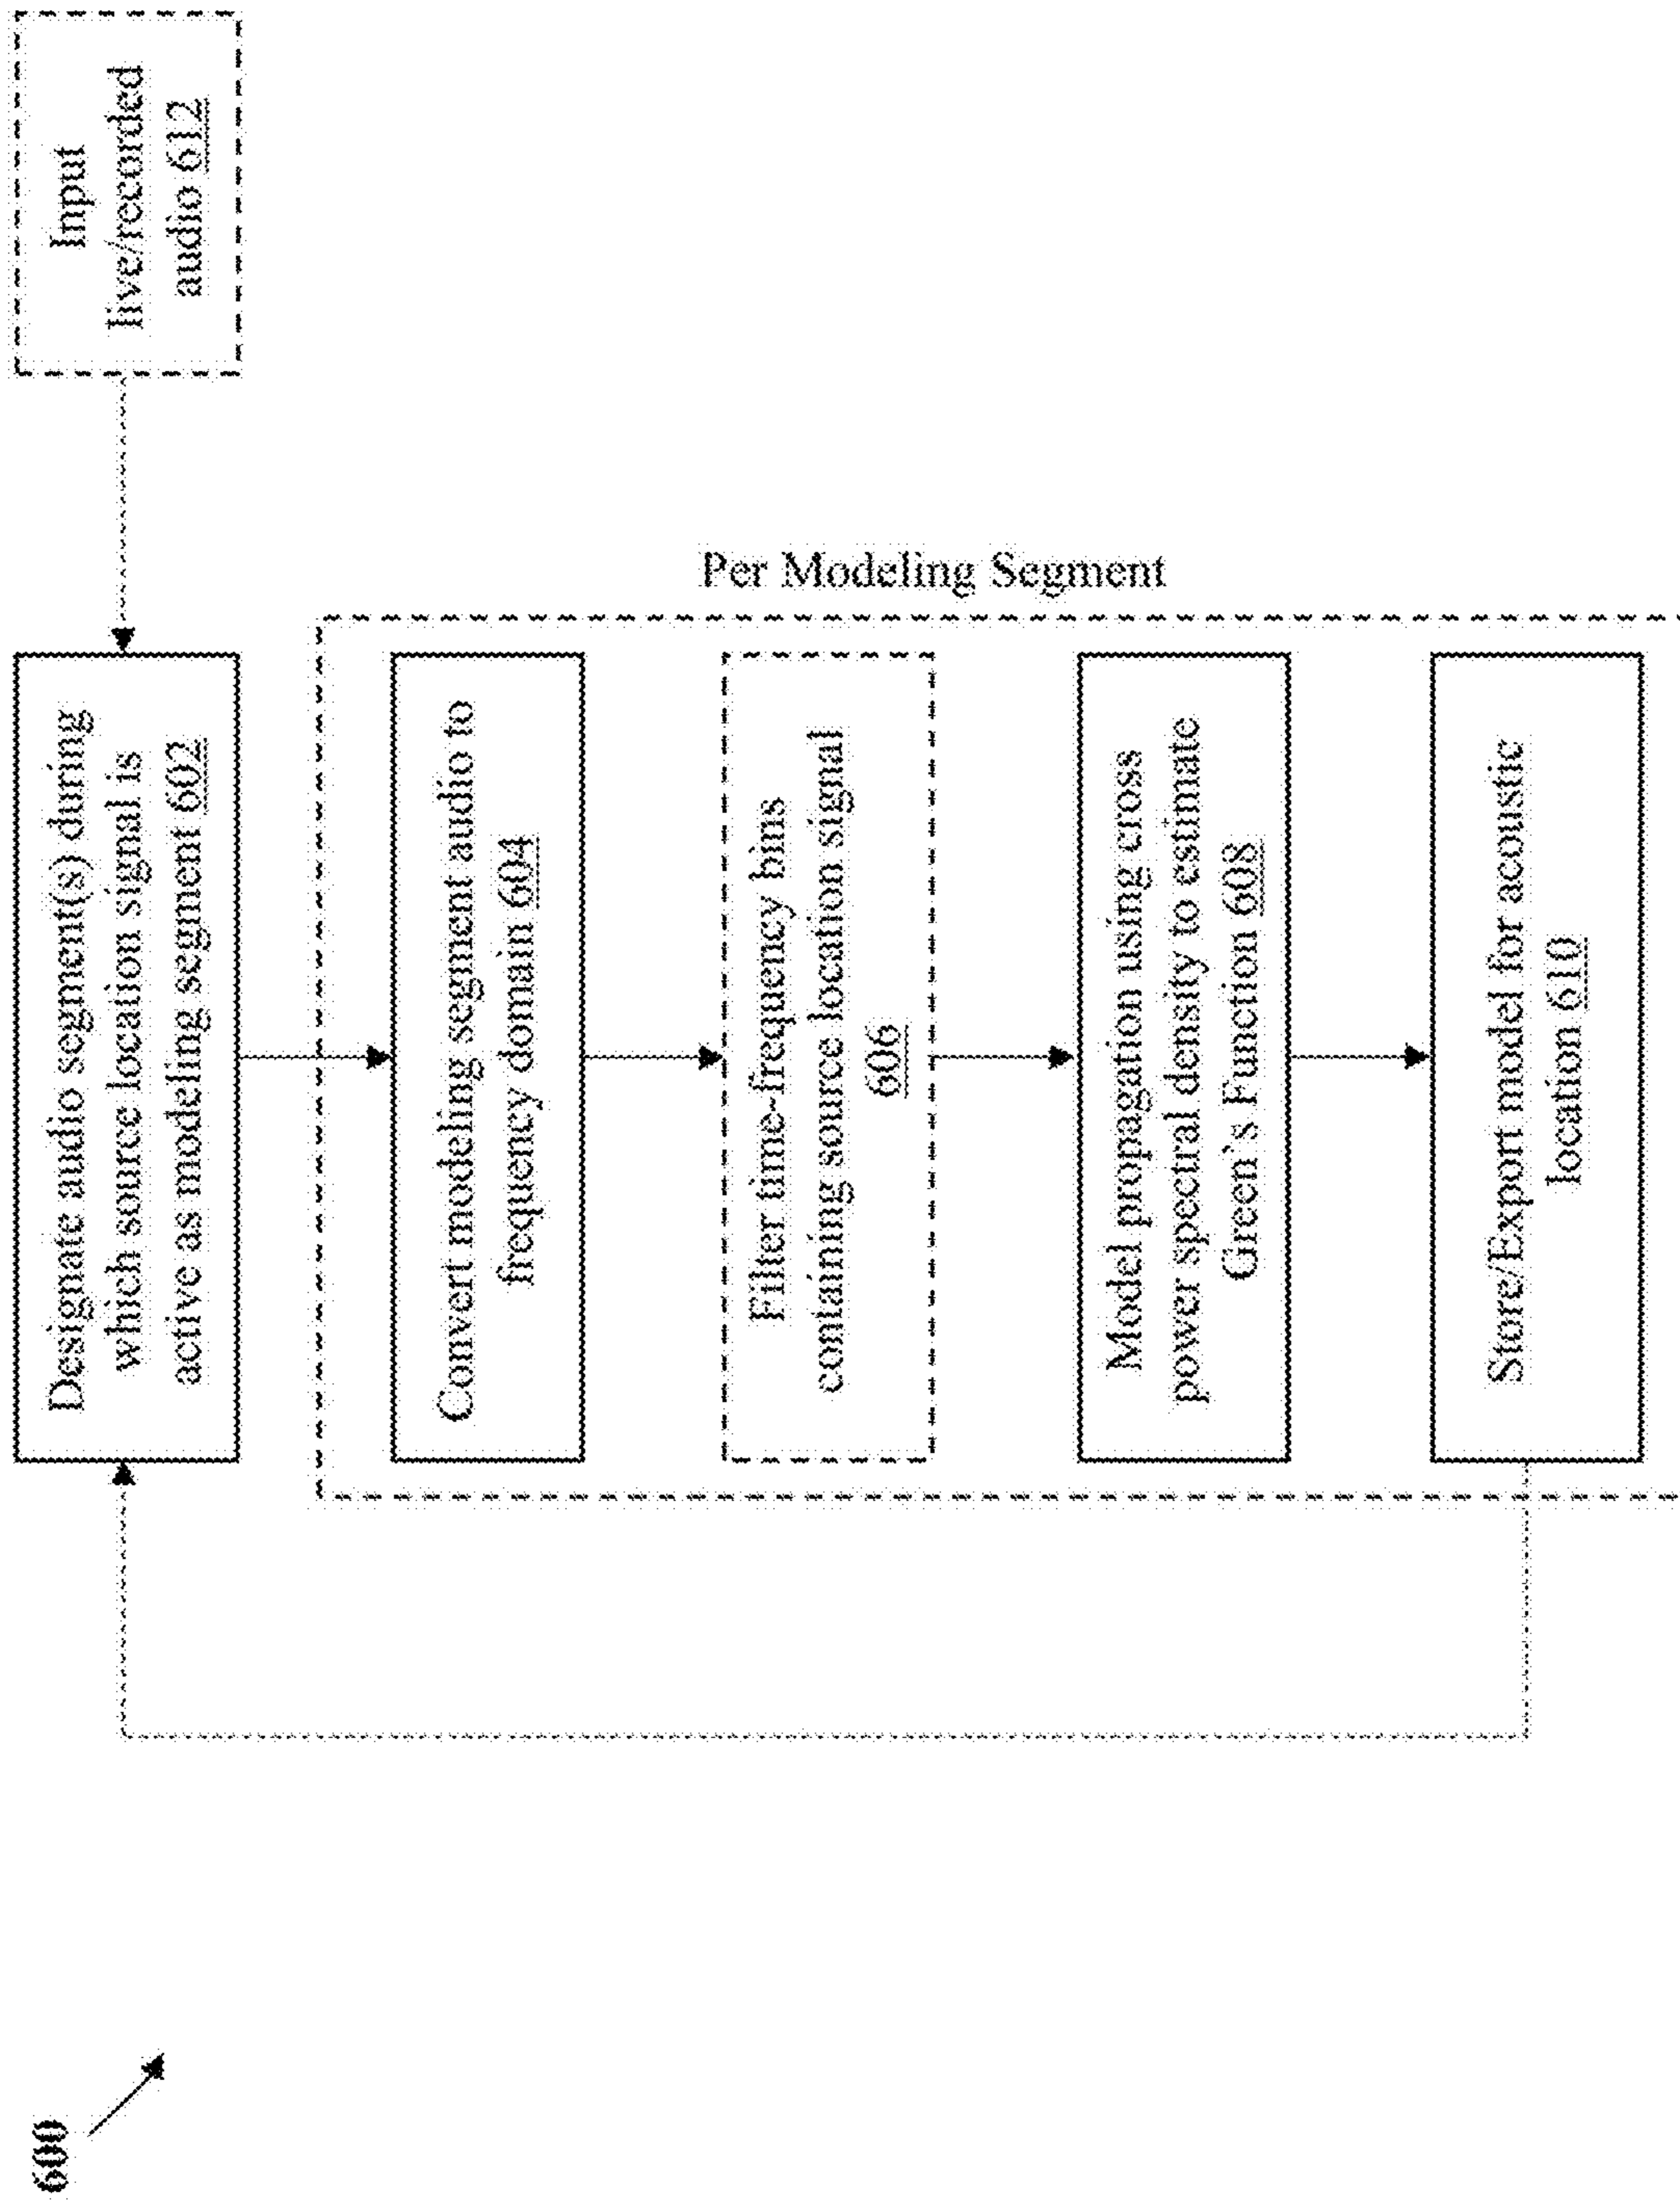 600
Input
live/recorded
audio 612
Designate audio segment(s) during
which source location signal is
active as modeling segment 602
Per Modeling Segment
Convert modeling segment audio to
frequency domain 604
Filter time-frequency bins
containing source location signal
606
Model propagation using cross
power spectral density to estimate
Green's Function 608
Store/Export model for acoustic
location 610